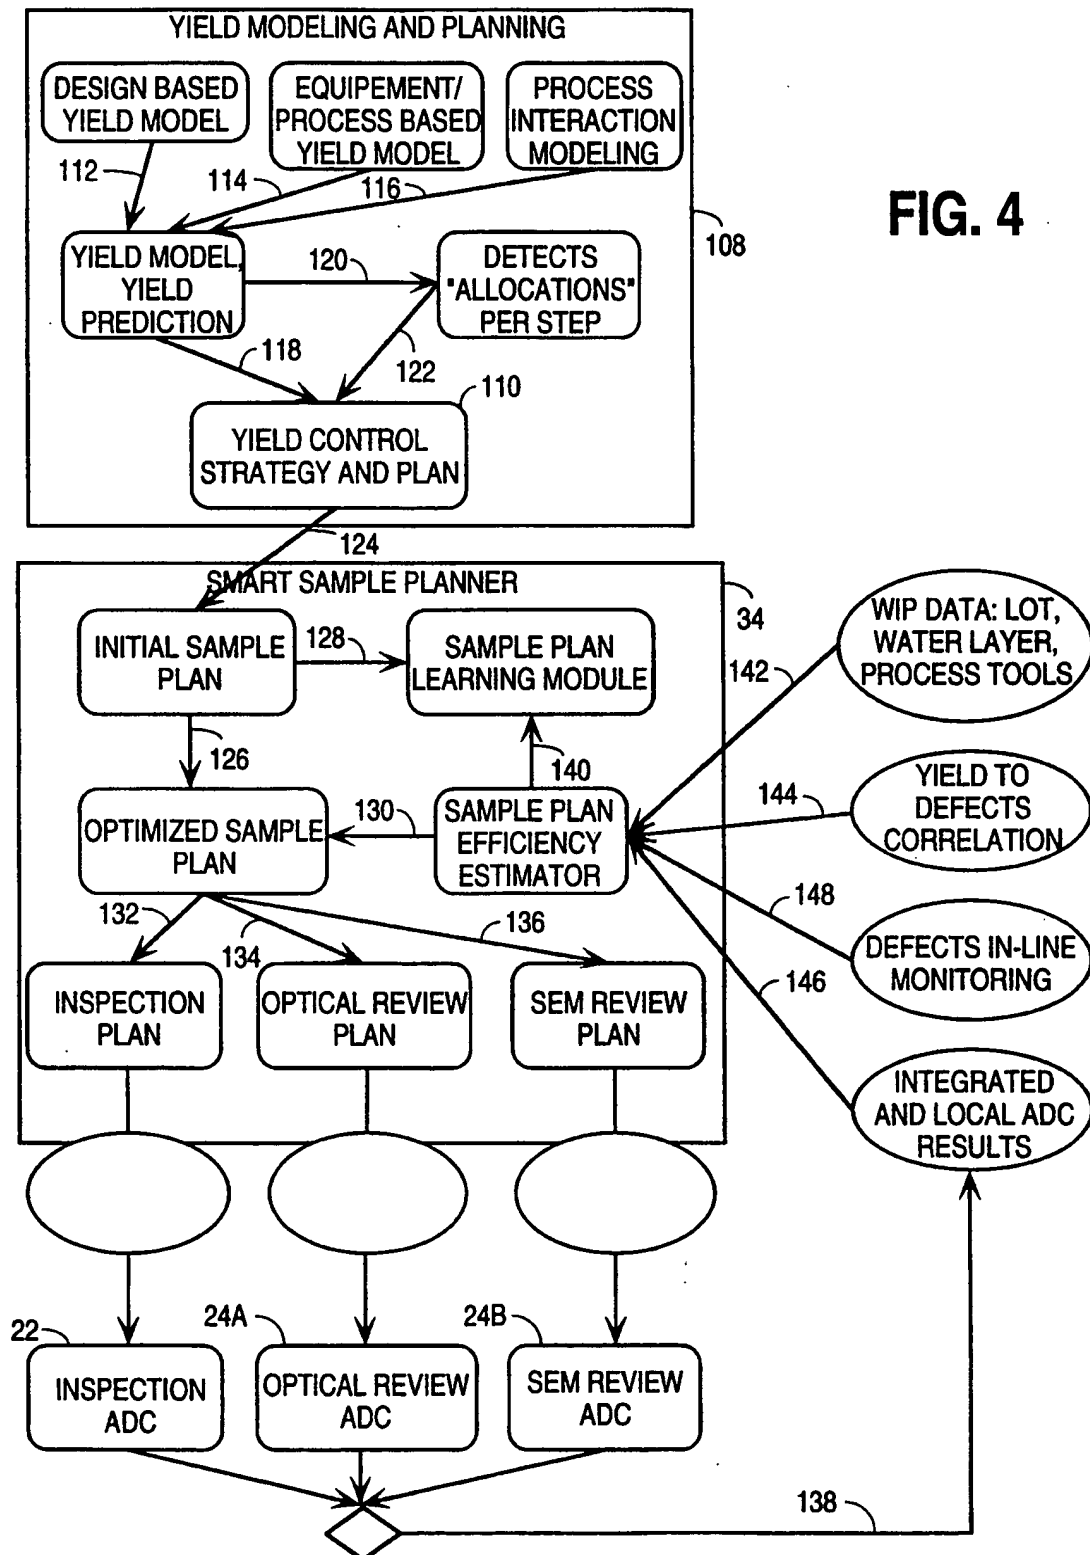 YIELD MODELING AND PLANNING
DESIGN BASED
YIELD MODEL
EQUIPEMENT/
PROCESS BASED
YIELD MODEL
PROCESS
INTERACTION
MODELING
112
114
116
FIG. 4
108
YIELD MODEL,
YIELD
PREDICTION
120
DETECTS
"ALLOCATIONS"
PER STEP
118
122
110
YIELD CONTROL
STRATEGY AND PLAN
124
SMART SAMPLE PLANNER
34
INITIAL SAMPLE
PLAN
128
SAMPLE PLAN
LEARNING MODULE
142
WIP DATA: LOT,
WATER LAYER,
PROCESS TOOLS
126
140
OPTIMIZED SAMPLE
PLAN
130
SAMPLE PLAN
EFFICIENCY
ESTIMATOR
144
YIELD TO
DEFECTS
CORRELATION
132
134
136
148
DEFECTS IN-LINE
MONITORING
146
INSPECTION
PLAN
OPTICAL REVIEW
PLAN
SEM REVIEW
PLAN
INTEGRATED
AND LOCAL ADC
RESULTS
22
24A
24B
INSPECTION
ADC
OPTICAL REVIEW
ADC
SEM REVIEW
ADC
138